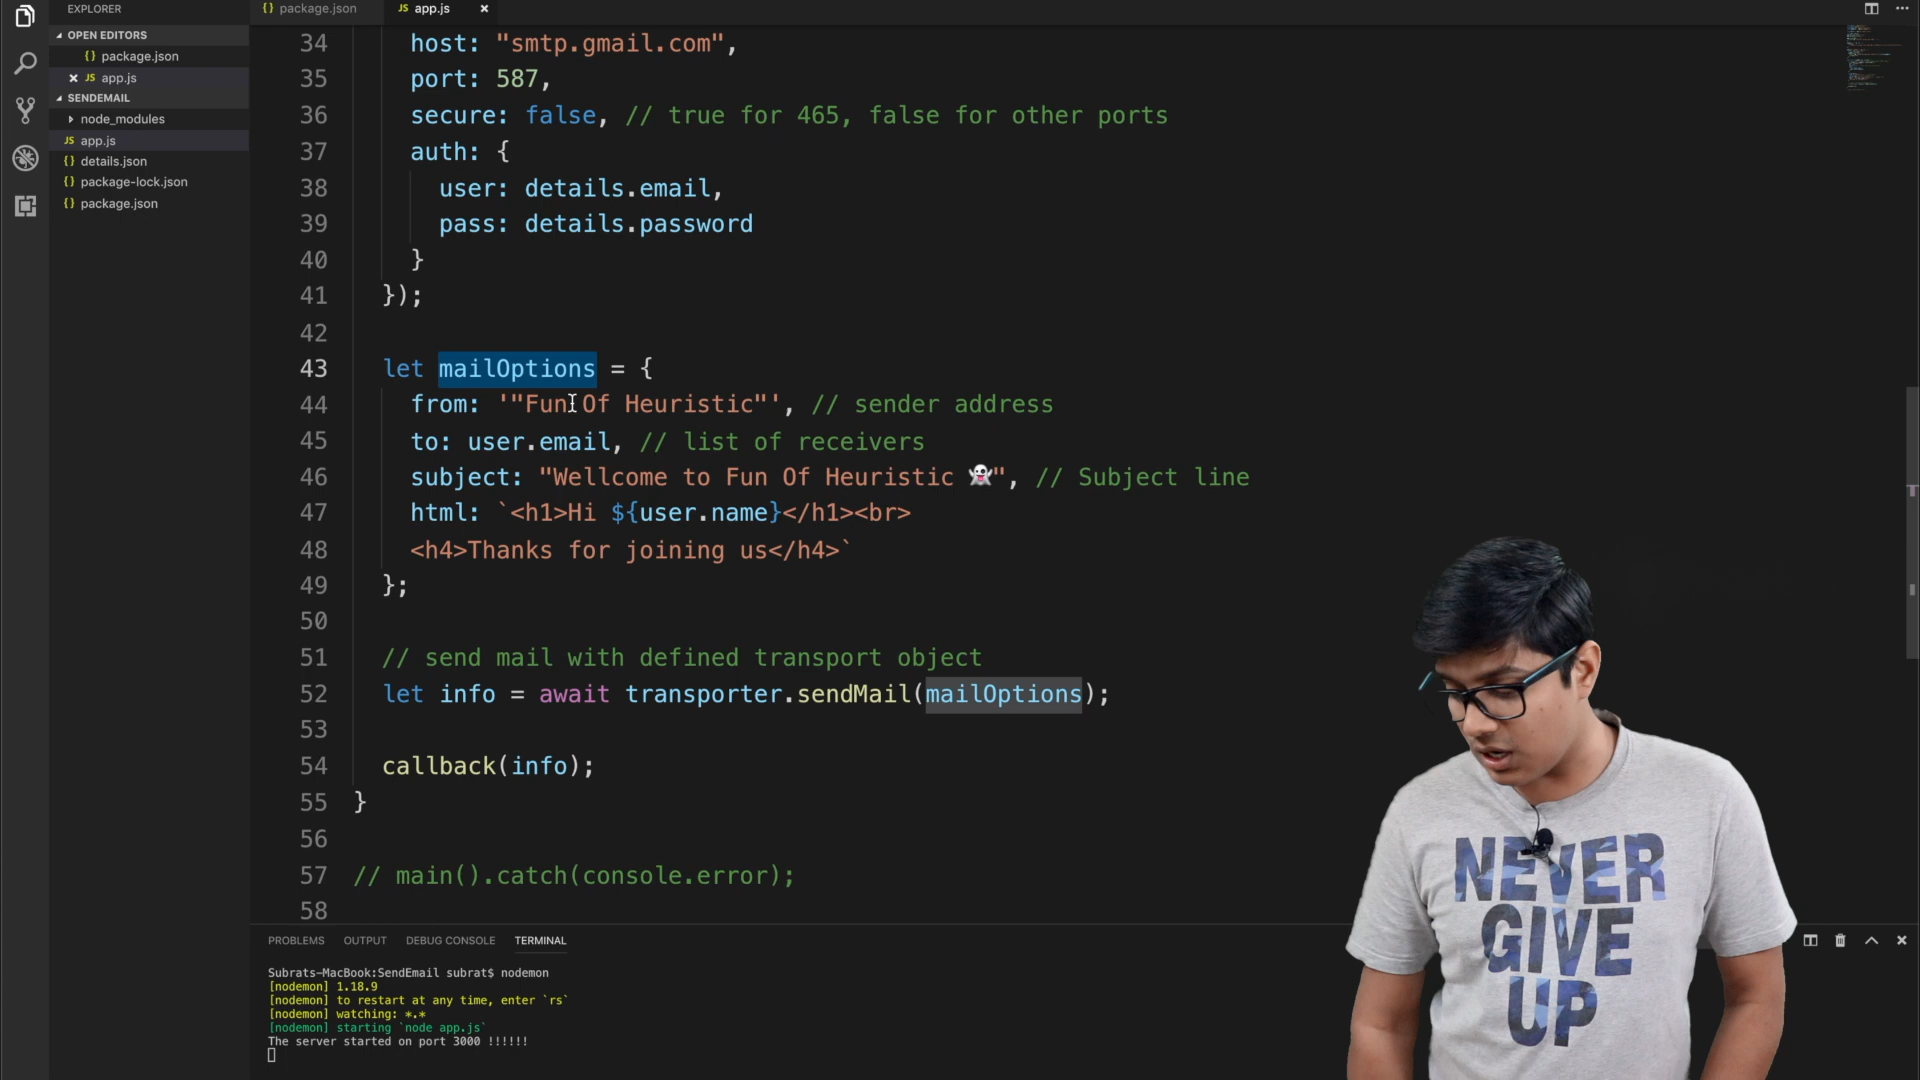 EXPLORER
OPEN EDITORS
{} package.json
× JS app.js
SENDEMAIL
node_modules
JS app.js
{} details.json
{} package-lock.json
{} package.json
{} package.json
JS app.js ×
34 host: "smtp.gmail.com",
35 port: 587,
36 secure: false, // true for 465, false for other ports
37 auth: {
38 user: details.email,
39 pass: details.password
40 }
41 });
42
43 let mailOptions = {
44 from: '"Fun Of Heuristic"', // sender address
45 to: user.email, // list of receivers
46 subject: "Wellcome to Fun Of Heuristic 👻", // Subject line
47 html: `<h1>Hi ${user.name}</h1><br>
48 <h4>Thanks for joining us</h4>`
49 };
50
51 // send mail with defined transport object
52 let info = await transporter.sendMail(mailOptions);
53
54 callback(info);
55 }
56
57 // main().catch(console.error);
58
PROBLEMS OUTPUT DEBUG CONSOLE TERMINAL
Subrats-MacBook:SendEmail subrat$ nodemon
[nodemon] 1.18.9
[nodemon] to restart at any time, enter `rs`
[nodemon] watching: *.*
[nodemon] starting `node app.js`
The server started on port 3000 !!!!!!
NEVER
GIVE
UP